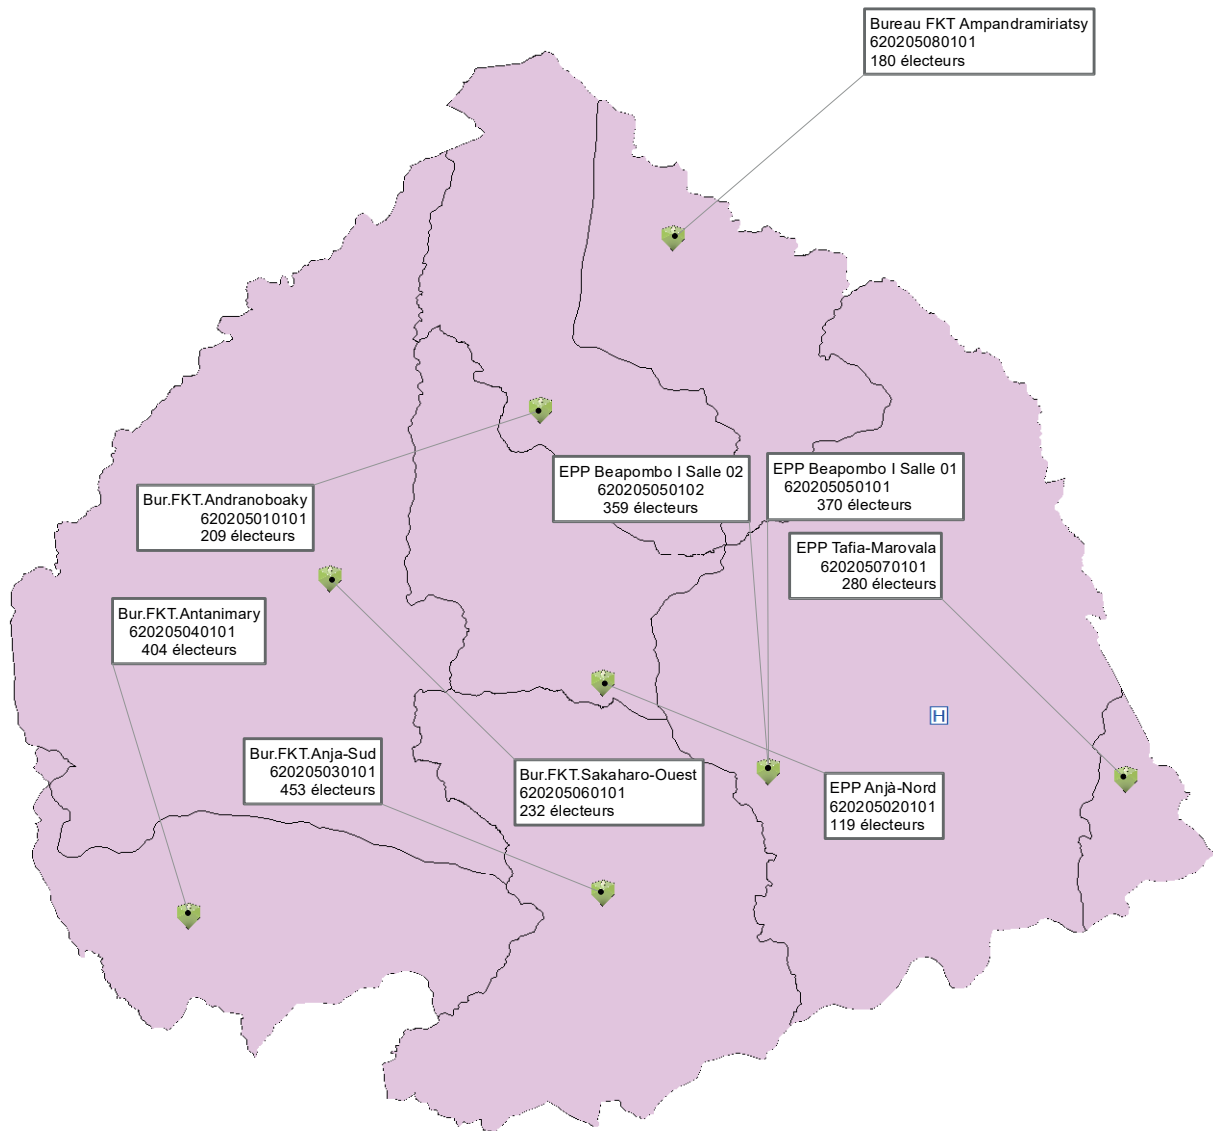 Bureau FKT Ampandramiriatsy
620205080101
180 électeurs
EPP Beapombo I Salle 02
620205050102
359 électeurs
EPP Beapombo I Salle 01
620205050101
370 électeurs
Bur.FKT.Andranoboaky
620205010101
209 électeurs
EPP Tafia-Marovala
620205070101
280 électeurs
Bur.FKT.Antanimary
620205040101
404 électeurs
H
Bur.FKT.Anja-Sud
620205030101
453 électeurs
Bur.FKT.Sakaharo-Ouest
620205060101
232 électeurs
EPP Anjà-Nord
620205020101
119 électeurs